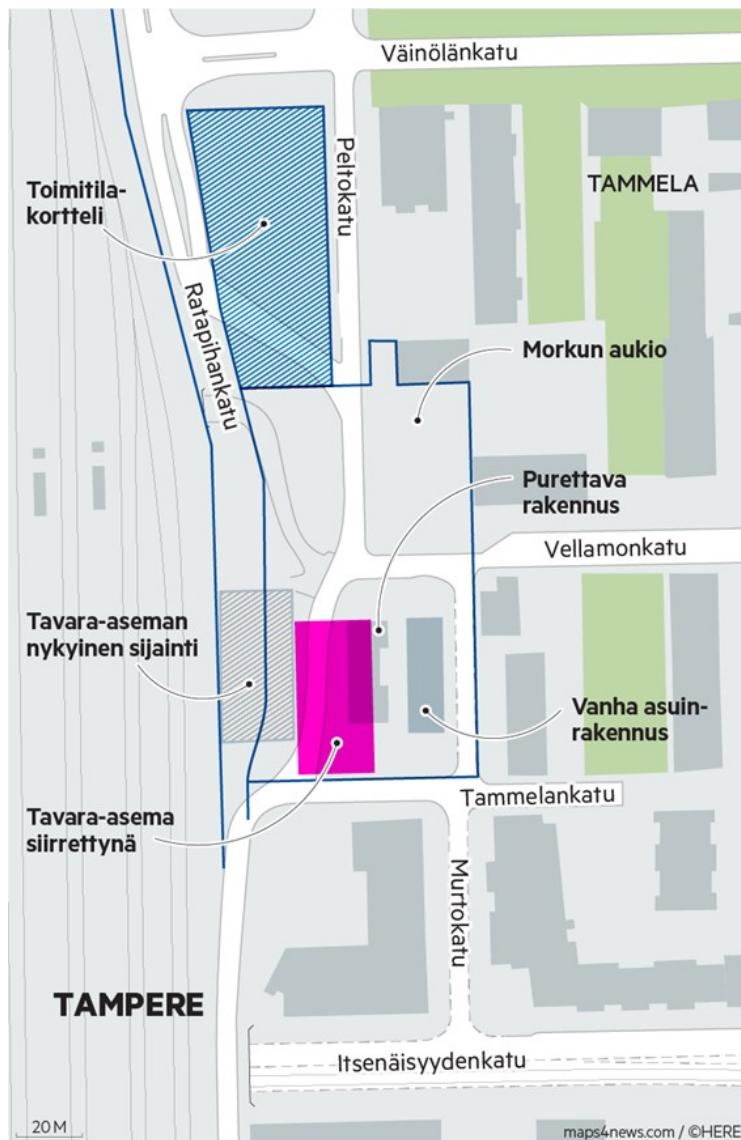 Väinölänkatu
Peltokatu
Toimitila-
kortteli
TAMMELA
Ratapihankatu
Morkun aukio
Purettava
rakennus
Vellamonkatu
Tavara-aseman
nykyinen sijainti
Vanha asuin-
rakennus
Tammelankatu
Tavara-asema
siirrettynä
Murtokatu
TAMPERE
Itsenäisyydenkatu
20 M
maps4news.com / ©HERE